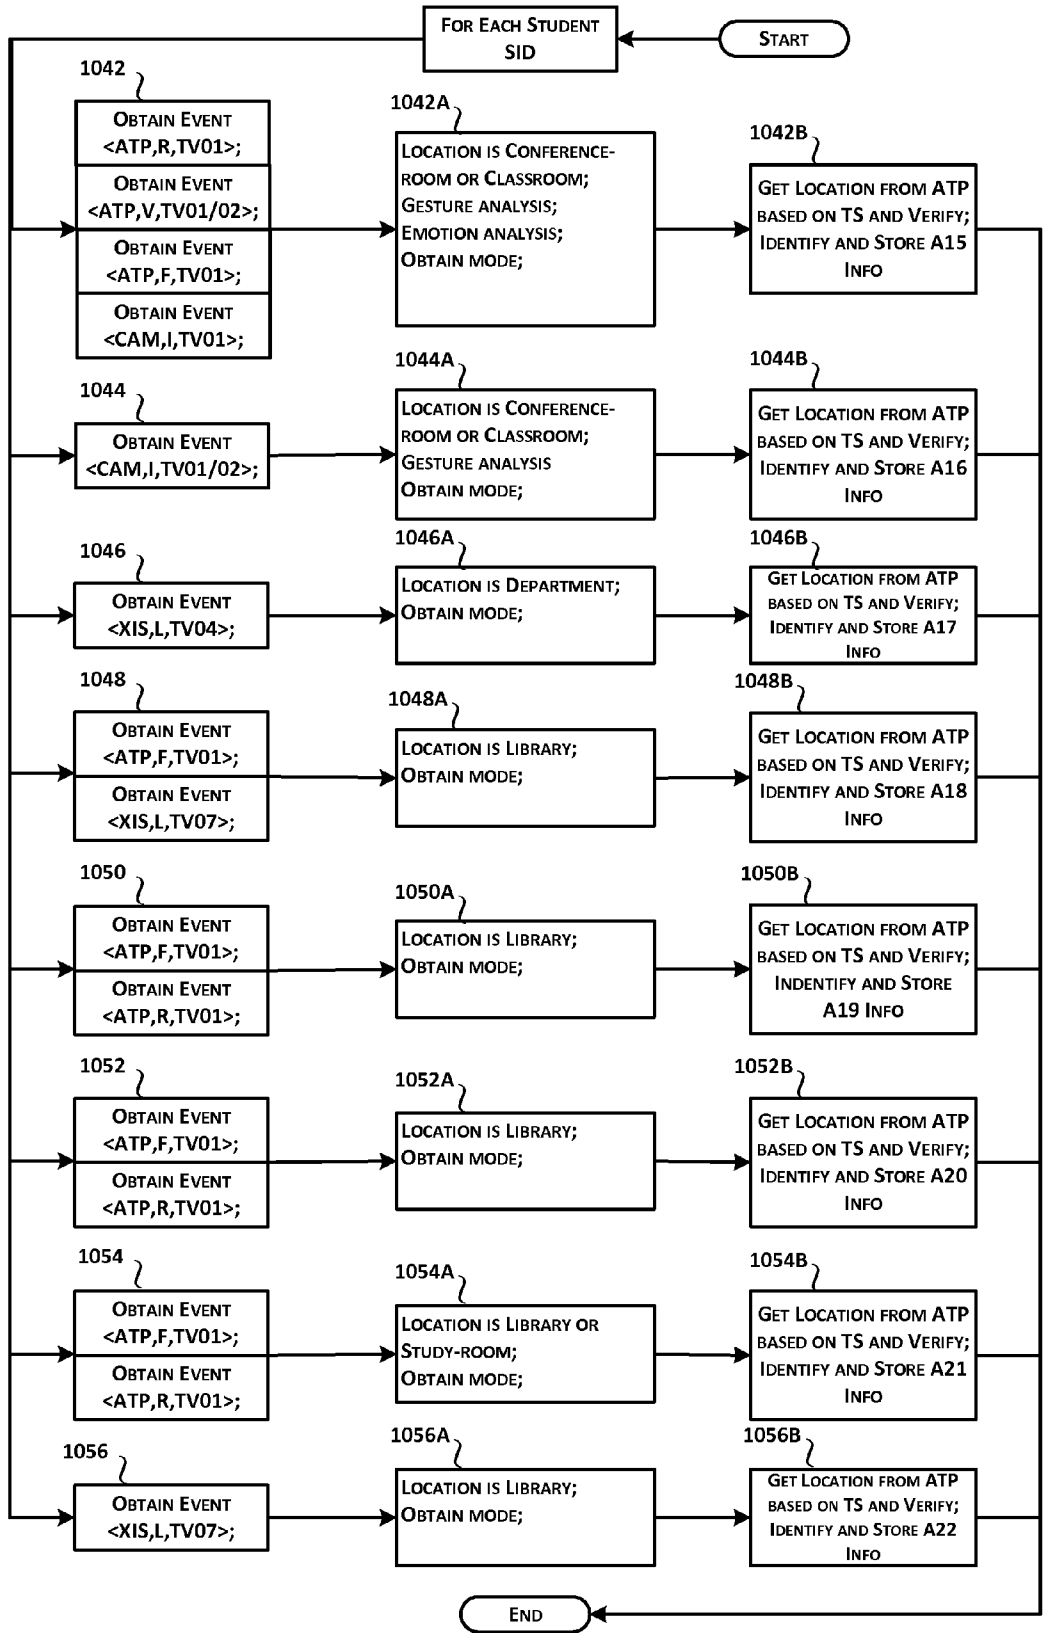 For Each Student
SID
Start
1042
Obtain Event
<ATP,R,TV01>;
Obtain Event
<ATP,V,TV01/02>;
Obtain Event
<ATP,F,TV01>;
Obtain Event
<CAM,I,TV01>;
1042A
Location is Conference-
room or Classroom;
Gesture analysis;
Emotion analysis;
Obtain mode;
1042B
Get Location from ATP
based on TS and Verify;
Identify and Store A15
Info
1044
Obtain Event
<CAM,I,TV01/02>;
1044A
Location is Conference-
room or Classroom;
Gesture analysis
Obtain mode;
1044B
Get Location from ATP
based on TS and Verify;
Identify and Store A16
Info
1046
Obtain Event
<XIS,L,TV04>;
1046A
Location is Department;
Obtain mode;
1046B
Get Location from ATP
based on TS and Verify;
Identify and Store A17
Info
1048
Obtain Event
<ATP,F,TV01>;
Obtain Event
<XIS,L,TV07>;
1048A
Location is Library;
Obtain mode;
1048B
Get Location from ATP
based on TS and Verify;
Identify and Store A18
Info
1050
Obtain Event
<ATP,F,TV01>;
Obtain Event
<ATP,R,TV01>;
1050A
Location is Library;
Obtain mode;
1050B
Get Location from ATP
based on TS and Verify;
Indentify and Store
A19 Info
1052
Obtain Event
<ATP,F,TV01>;
Obtain Event
<ATP,R,TV01>;
1052A
Location is Library;
Obtain mode;
1052B
Get Location from ATP
based on TS and Verify;
Identify and Store A20
Info
1054
Obtain Event
<ATP,F,TV01>;
Obtain Event
<ATP,R,TV01>;
1054A
Location is Library or
Study-room;
Obtain mode;
1054B
Get Location from ATP
based on TS and Verify;
Identify and Store A21
Info
1056
Obtain Event
<XIS,L,TV07>;
1056A
Location is Library;
Obtain mode;
1056B
Get Location from ATP
based on TS and Verify;
Identify and Store A22
Info
End